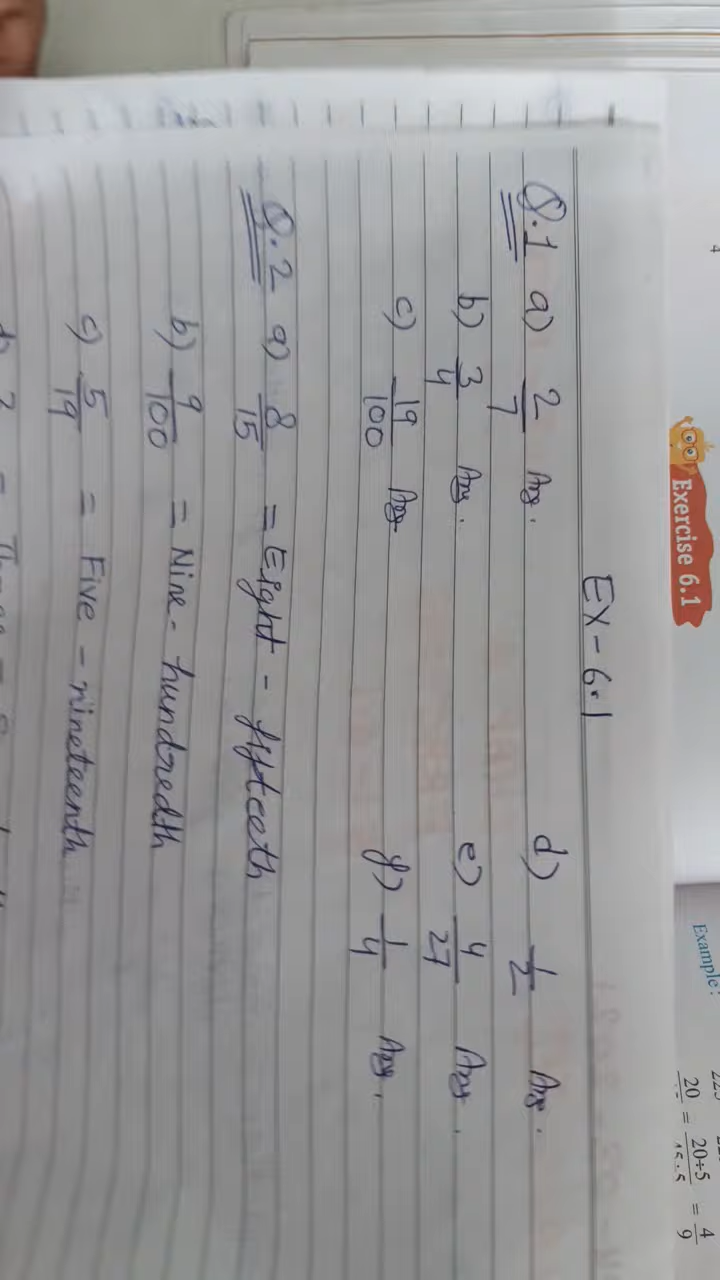 Exercise 6.1
Example:
20 = 20÷5 = 4/9
EX - 6.1
Q.1 a) 2/7 Ans. d) 1/2 Ans.
b) 3/4 Ans. e) 4/27 Ans.
c) 19/100 Ans f) 1/4 Ans.
Q.2 a) 8/15 = Eight - fifteeth
b) 9/100 = Nine - hundredth
c) 5/19 = Five - nineteenth